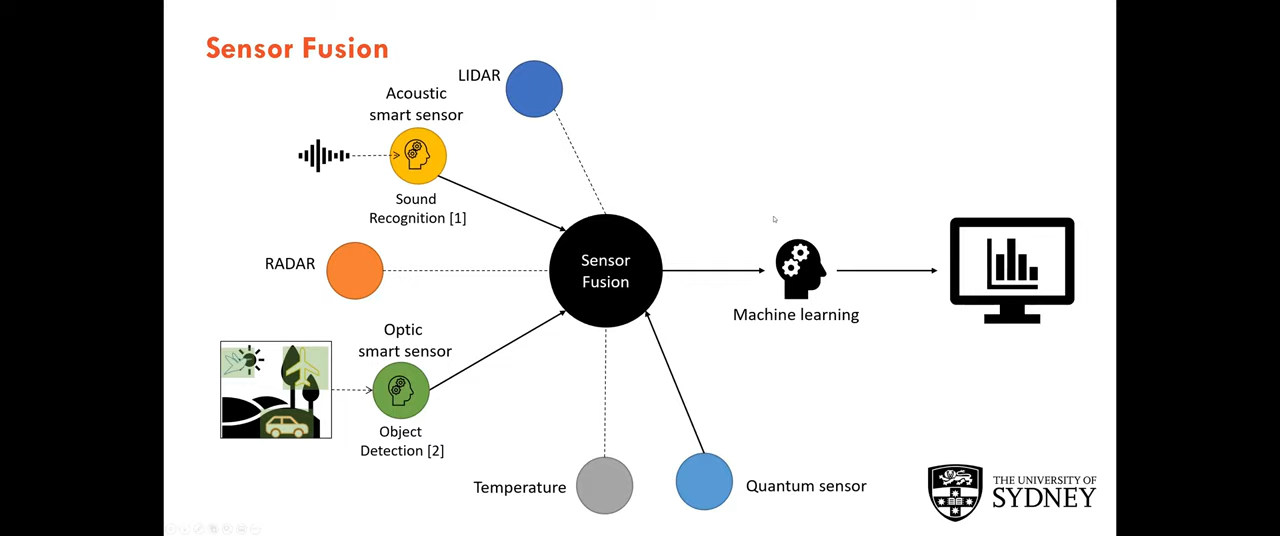 Sensor Fusion
LIDAR
Acoustic
smart sensor
Sound
Recognition [1]
RADAR
Sensor
Fusion
Machine learning
Optic
smart sensor
Object
Detection [2]
Temperature
Quantum sensor
THE UNIVERSITY OF
SYDNEY